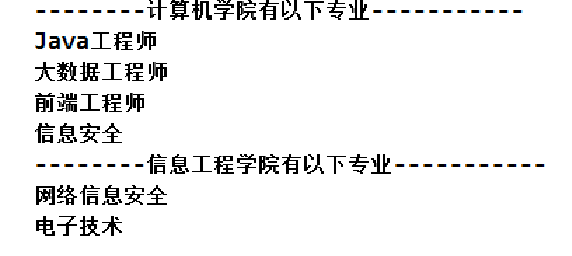 --------计算机学院有以下专业-----------
Java工程师
大数据工程师
前端工程师
信息安全
--------信息工程学院有以下专业-----------
网络信息安全
电子技术